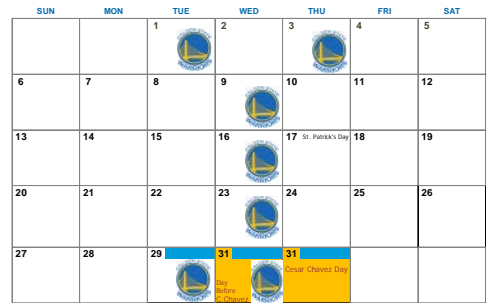 SUN MON TUE WED THU FRI SAT
1 2 3 4 5
6 7 8 9 10 11 12
13 14 15 16 17 St. Patrick's Day 18 19
20 21 22 23 24 25 26
27 28 29 31 31
Cesar Chavez Day
Day
Before
C.Chavez